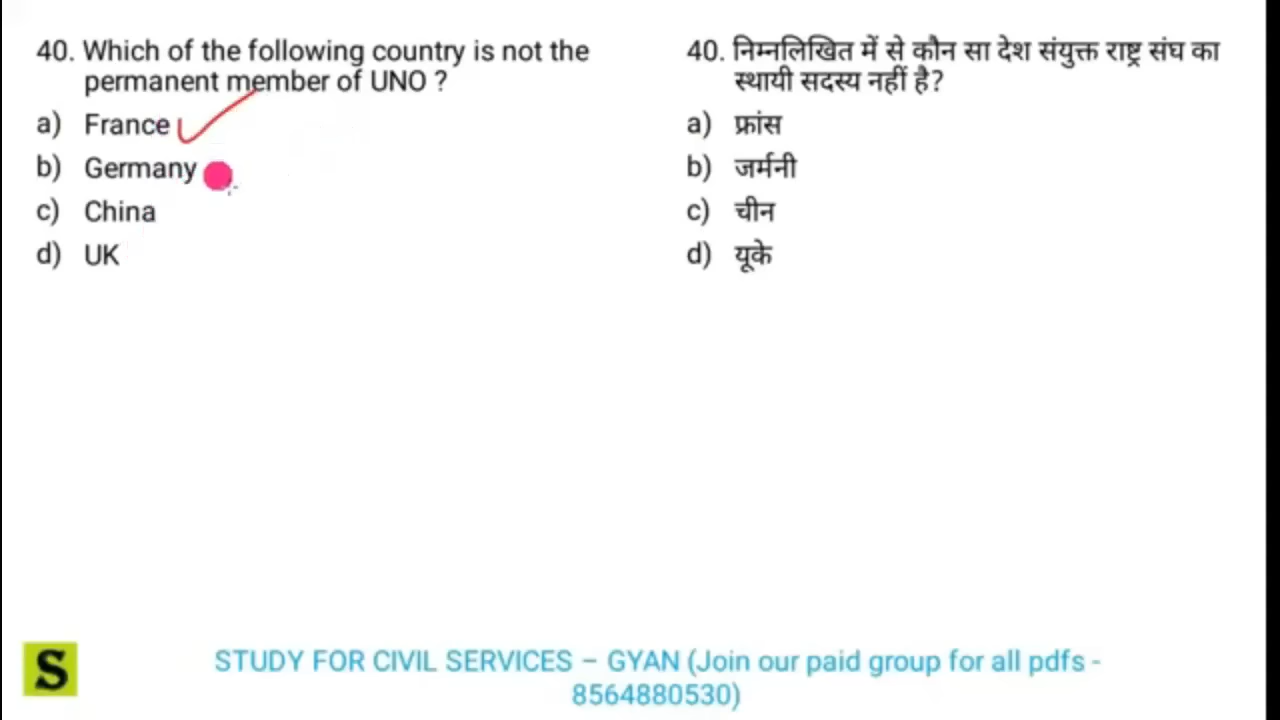 40. Which of the following country is not the
permanent member of UNO ?
a) France
b) Germany
c) China
d) UK
40. निम्नलिखित में से कौन सा देश संयुक्त राष्ट्र संघ का
स्थायी सदस्य नहीं है?
a) फ्रांस
b) जर्मनी
c) चीन
d) यूके
S
STUDY FOR CIVIL SERVICES – GYAN (Join our paid group for all pdfs -
8564880530)